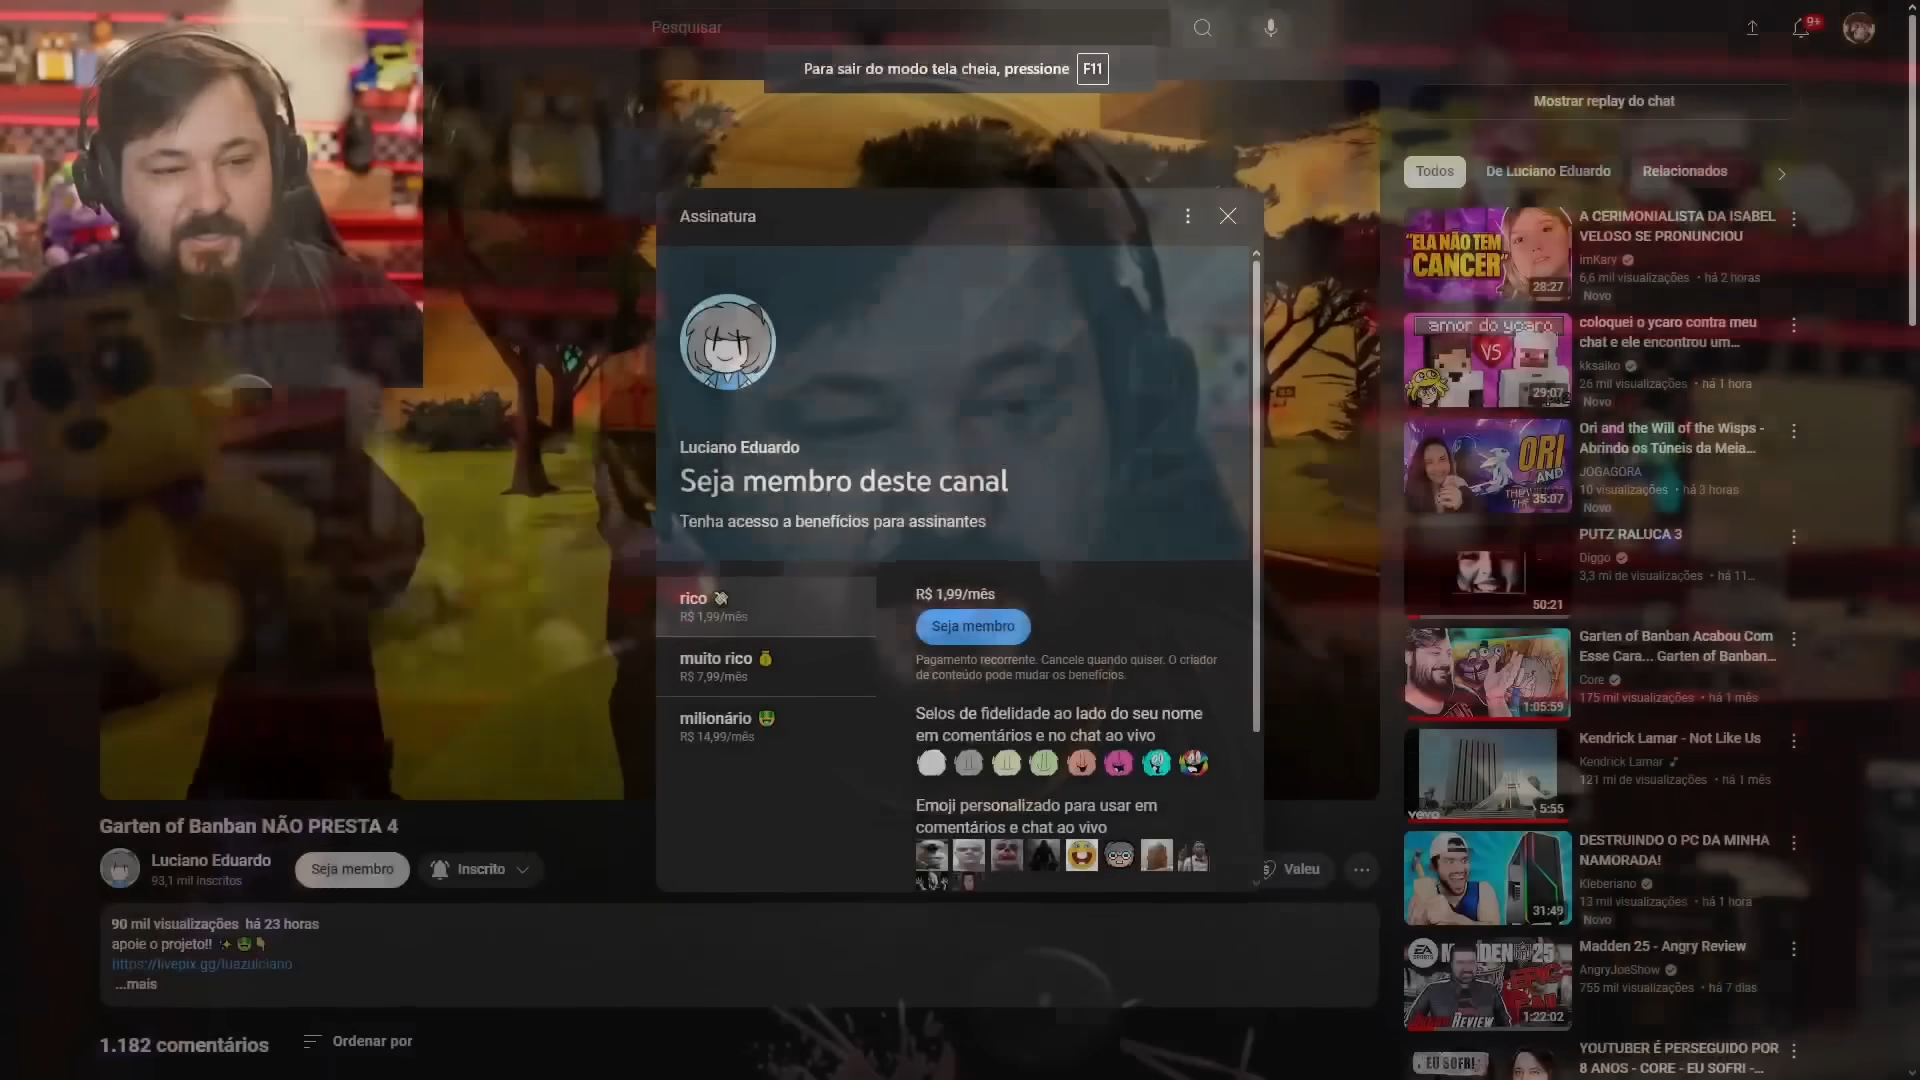 Pesquisar
9+
Para sair do modo tela cheia, pressione F11
Mostrar replay do chat
Todos
De Luciano Eduardo
Relacionados
Assinatura
Luciano Eduardo
Seja membro deste canal
Tenha acesso a benefícios para assinantes
rico
R$ 1,99/mês
muito rico
R$ 7,99/mês
milionário
R$ 14,99/mês
R$ 1,99/mês
Seja membro
Pagamento recorrente. Cancele quando quiser. O criador
de conteúdo pode mudar os benefícios.
Selos de fidelidade ao lado do seu nome
em comentários e no chat ao vivo
Emoji personalizado para usar em
comentários e chat ao vivo
Garten of Banban NÃO PRESTA 4
Luciano Eduardo
93,1 mil inscritos
Seja membro
Inscrito
Valeu
90 mil visualizações há 23 horas
apoie o projeto!!
https://livepix.gg/luazulciano
...mais
1.182 comentários
Ordenar por
"ELA NÃO TEM
CANCER"
28:27
A CERIMONIALISTA DA ISABEL
VELOSO SE PRONUNCIOU
imKary
6,6 mil visualizações • há 2 horas
Novo
amor do ycaro
VS
29:07
coloquei o ycaro contra meu
chat e ele encontrou um...
kksaiko
26 mil visualizações • há 1 hora
Novo
ORI
AND
35:07
Ori and the Will of the Wisps -
Abrindo os Túneis da Meia...
JOGAGORA
10 visualizações • há 3 horas
Novo
50:21
PUTZ RALUCA 3
Diggo
3,3 mi de visualizações • há 11...
1:05:59
Garten of Banban Acabou Com
Esse Cara... Garten of Banban...
Core
175 mil visualizações • há 1 mês
vevo
5:55
Kendrick Lamar - Not Like Us
Kendrick Lamar
121 mi de visualizações • há 1 mês
31:49
DESTRUINDO O PC DA MINHA
NAMORADA!
Kleberiano
13 mil visualizações • há 1 hora
Novo
EA
REVIEW
1:22:02
Madden 25 - Angry Review
AngryJoeShow
755 mil visualizações • há 7 dias
EU SOFRI
YOUTUBER É PERSEGUIDO POR
8 ANOS - CORE - EU SOFRI -...